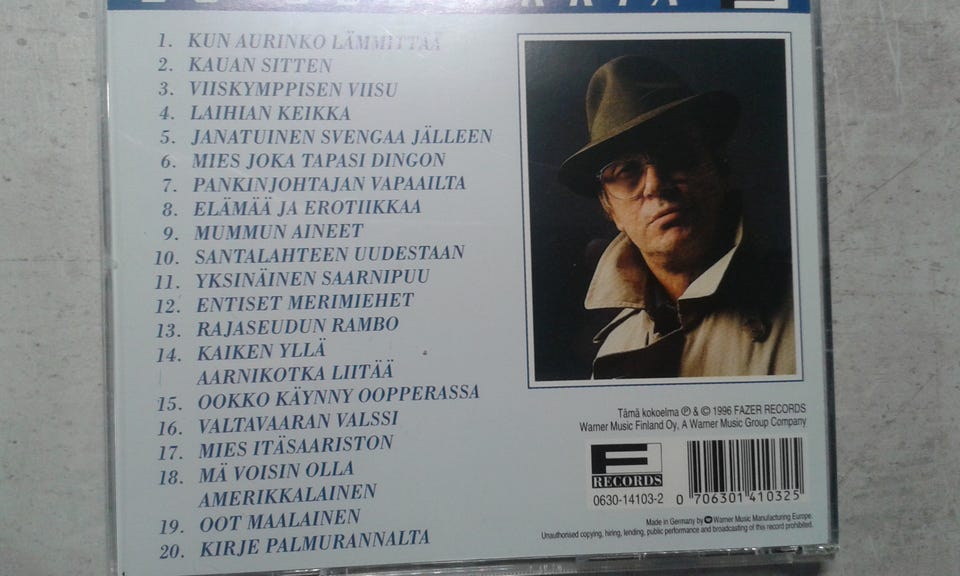 1. KUN AURINKO LÄMMITTÄÄ
2. KAUAN SITTEN
3. VIISKYMPPISEN VIISU
4. LAIHIAN KEIKKA
5. JANATUINEN SVENGAA JÄLLEEN
6. MIES JOKA TAPASI DINGON
7. PANKINJOHTAJAN VAPAAILTA
8. ELÄMÄÄ JA EROTIIKKAA
9. MUMMUN AINEET
10. SANTALAHTEEN UUDESTAAN
11. YKSINÄINEN SAARNIPUU
12. ENTISET MERIMIEHET
13. RAJASEUDUN RAMBO
14. KAIKEN YLLÄ
AARNIKOTKA LIITÄÄ
15. OOKKO KÄYNNY OOPPERASSA
16. VALTAVAARAN VALSSI
17. MIES ITÄSAARISTON
18. MÄ VOISIN OLLA
AMERIKKALAINEN
19. OOT MAALAINEN
20. KIRJE PALMURANNALTA
Tämä kokoelma ℗ & © 1996 FAZER RECORDS
Warner Music Finland Oy. A Warner Music Group Company
F
RECORDS
0630-14103-2
0 706301 410325
Made in Germany by Warner Music Manufacturing Europe.
Unauthorised copying, hiring, lending, public performance and broadcasting of this record prohibited.